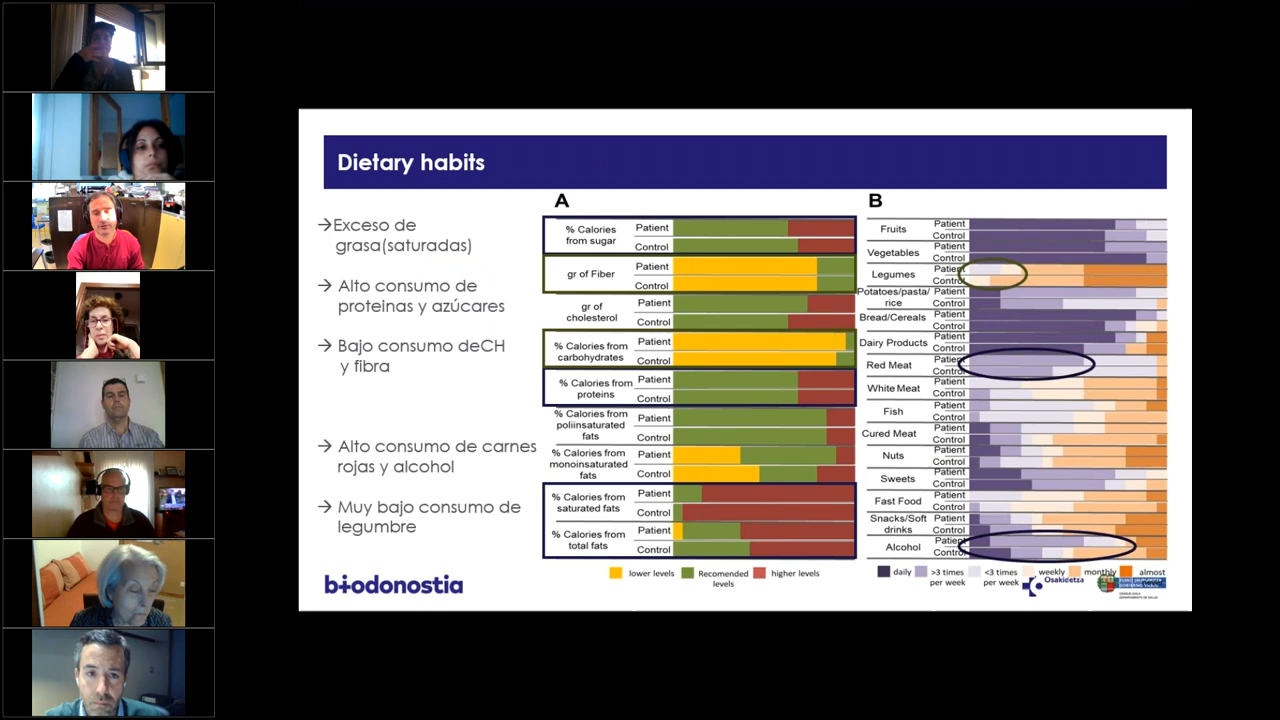 Dietary habits
→Exceso de
grasa(saturadas)
→ Alto consumo de
proteinas y azúcares
→ Bajo consumo deCH
y fibra
→ Alto consumo de carnes
rojas y alcohol
→ Muy bajo consumo de
legumbre
A
% Calories
from sugar
Patient
Control
gr of Fiber
Patient
Control
gr of
cholesterol
Patient
Control
% Calories from
carbohydrates
Patient
Control
% Calories from
proteins
Patient
Control
% Calories from
poliinsaturated
fats
Patient
Control
% Calories from
monoinsaturated
fats
Patient
Control
% Calories from
saturated fats
Patient
Control
% Calories from
total fats
Patient
Control
lower levels
Recomended
levels
higher levels
B
Fruits
Patient
Control
Vegetables
Patient
Control
Legumes
Patient
Control
Potatoes/pasta/
rice
Patient
Control
Bread/Cereals
Patient
Control
Dairy Products
Patient
Control
Red Meat
Patient
Control
White Meat
Patient
Control
Fish
Patient
Control
Cured Meat
Patient
Control
Nuts
Patient
Control
Sweets
Patient
Control
Fast Food
Patient
Control
Snacks/Soft
drinks
Patient
Control
Alcohol
Patient
Control
daily
>3 times
per week
<3 times
per week
weekly
monthly
almost
biodonostia
Osakidetza